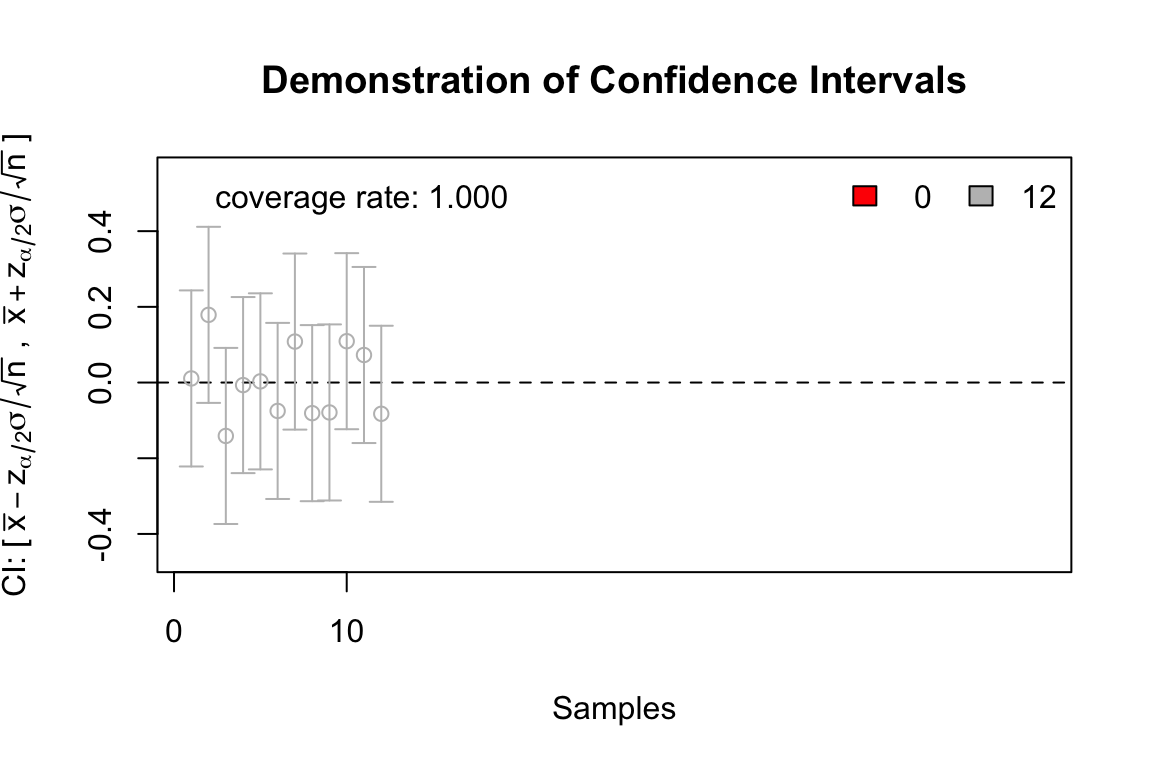 Demonstration of Confidence Intervals
coverage rate: 1.000
0 12
CI: [ x̅ − zα/2σ/√n , x̅ + zα/2σ/√n ]
0.4
0.2
0.0
-0.4
0 10
Samples